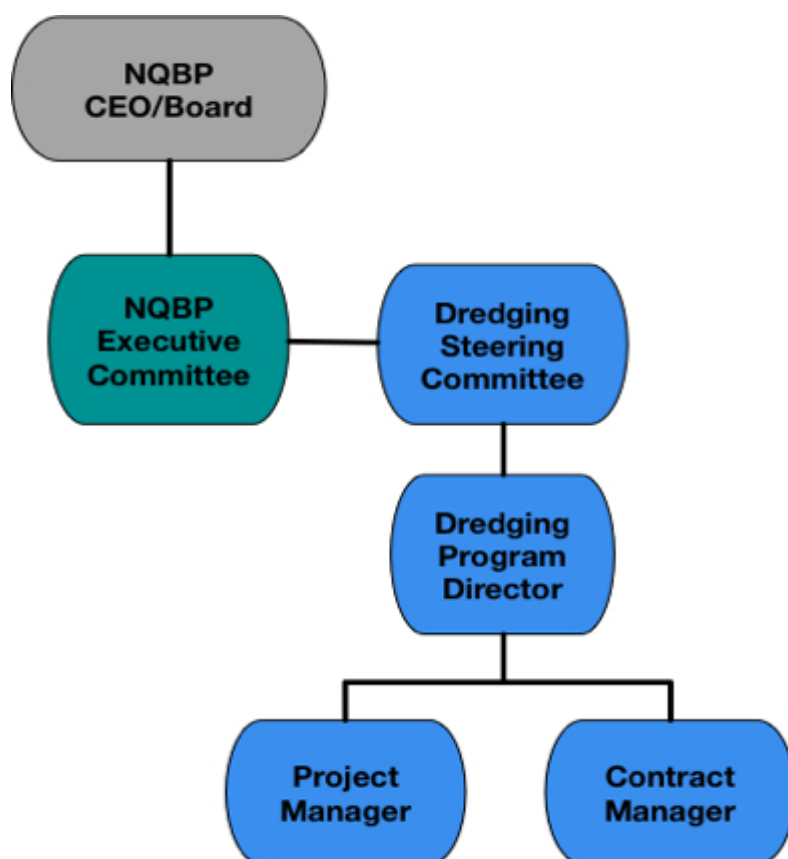 NQBP
CEO/Board
NQBP
Executive
Committee
Dredging
Steering
Committee
Dredging
Program
Director
Project
Manager
Contract
Manager